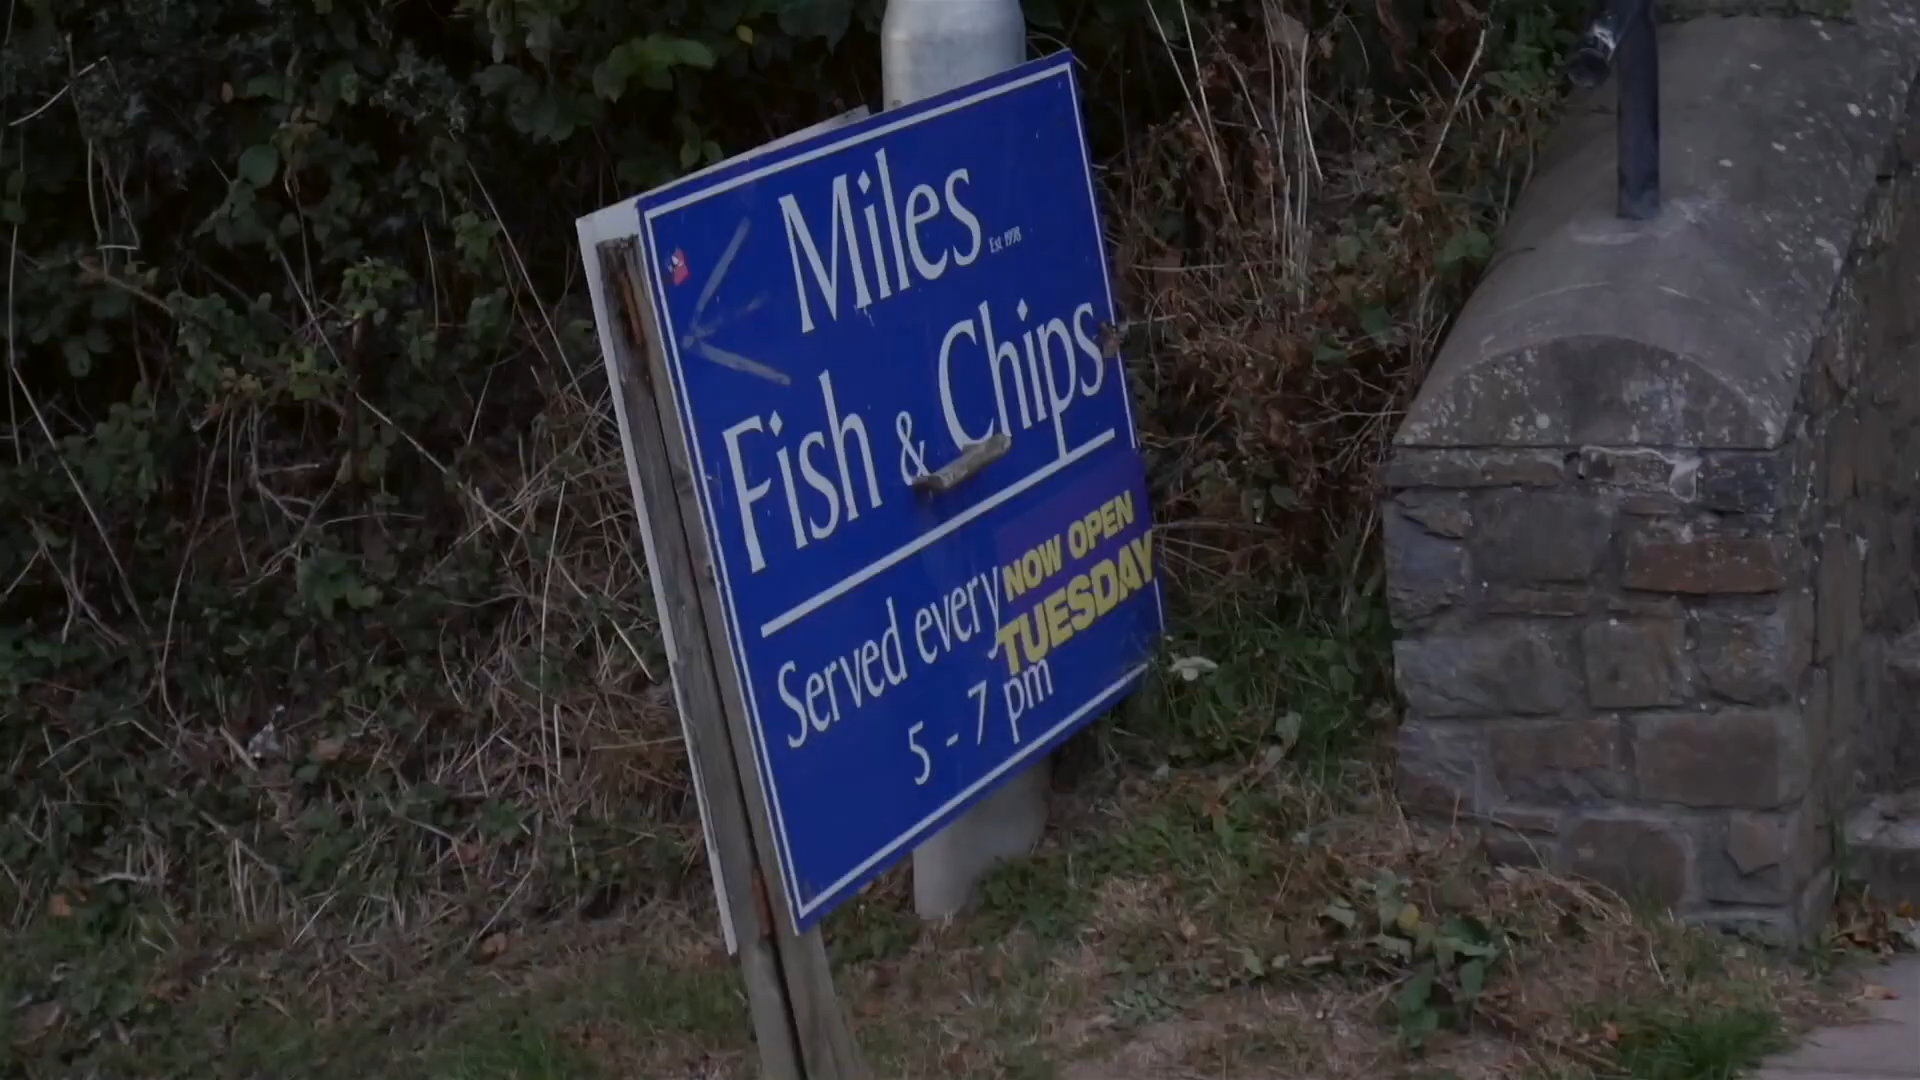 Miles Est 1998
Fish & Chips
Served every NOW OPEN TUESDAY
5 - 7 pm